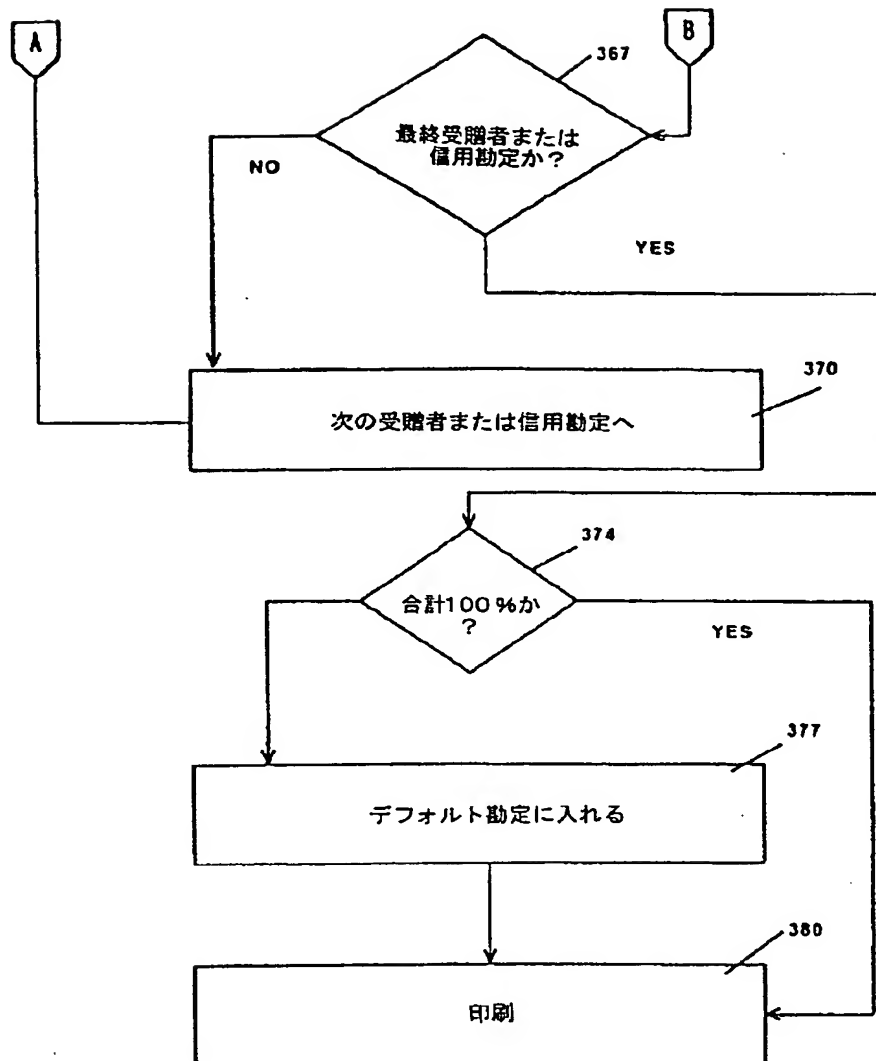 A
B
367
最終受贈者または
信用勘定か？
NO
YES
370
次の受贈者または信用勘定へ
374
合計100％か
？
YES
377
デフォルト勘定に入れる
380
印刷